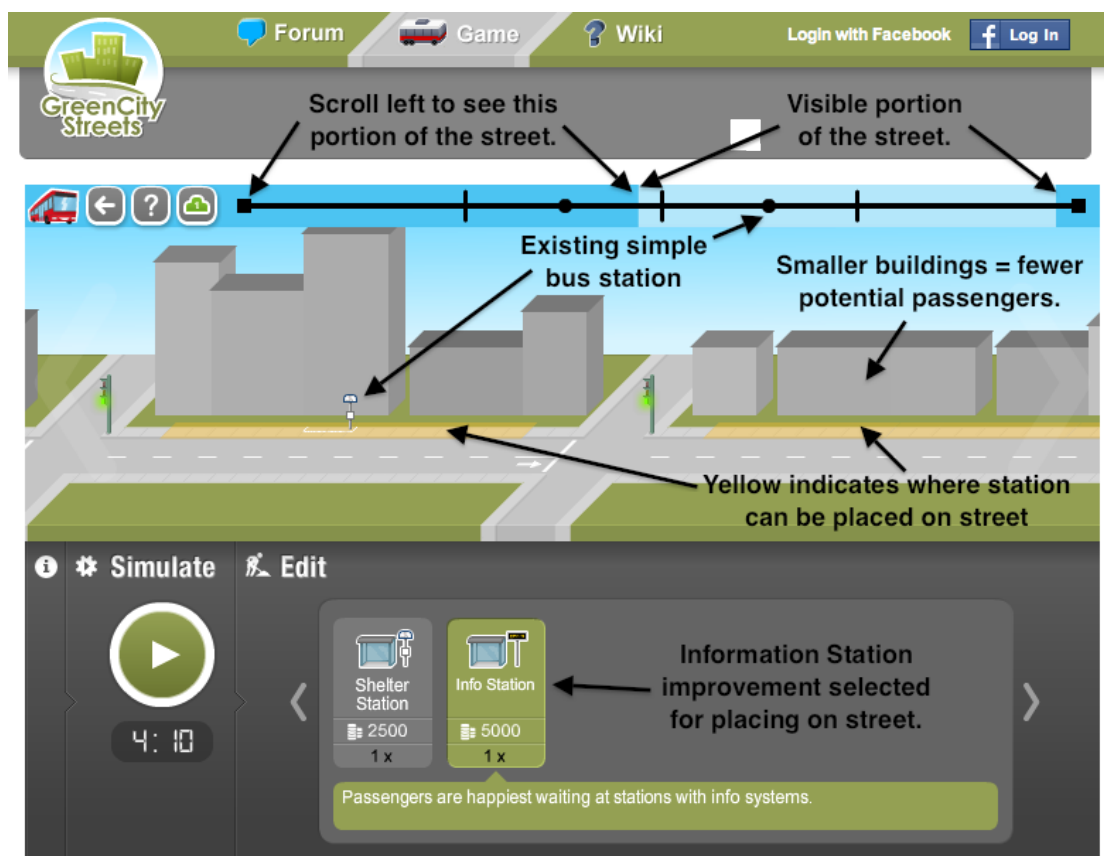 Forum
Game
Wiki
Login with Facebook
f Log In
GreenCity
Streets
Scroll left to see this
portion of the street.
Visible portion
of the street.
?
Existing simple
bus station
Smaller buildings = fewer
potential passengers.
Yellow indicates where station
can be placed on street
i
Simulate
Edit
4:10
Shelter
Station
2500
1 x
Info Station
5000
1 x
Information Station
improvement selected
for placing on street.
Passengers are happiest waiting at stations with info systems.